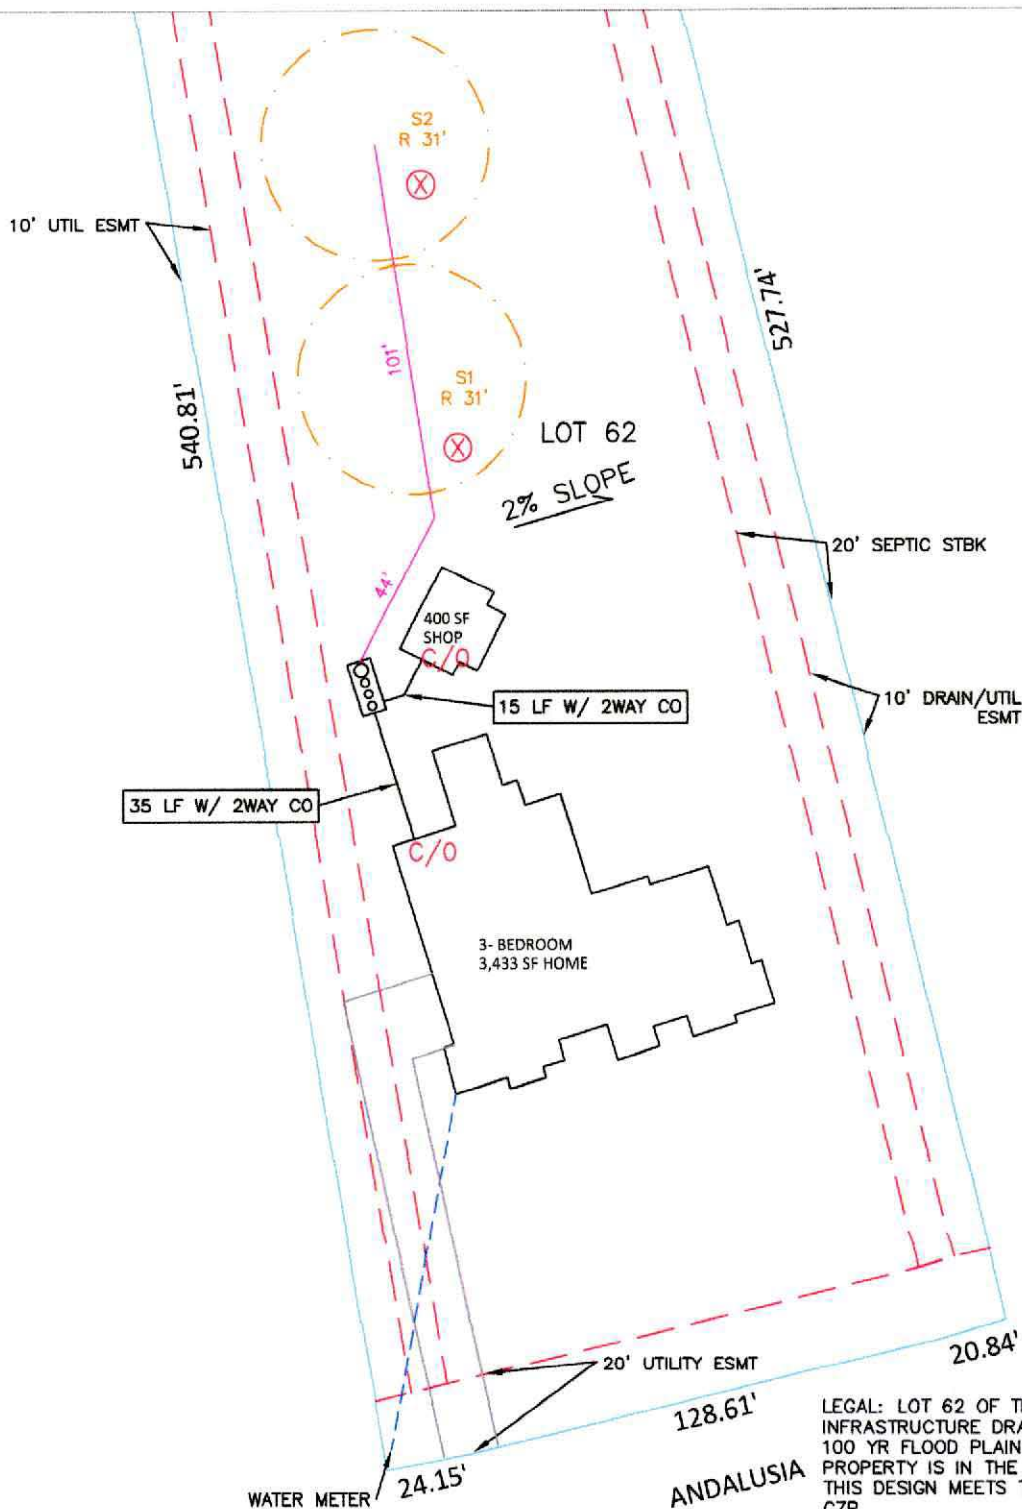 S2
R 31'
X
10' UTIL ESMT
527.74'
101'
S1
R 31'
540.81'
X
LOT 62
2% SLOPE
20' SEPTIC STBK
44'
400 SF
SHOP
C/O
15 LF W/ 2WAY CO
10' DRAIN/UTIL
ESMT
35 LF W/ 2WAY CO
C/O
3- BEDROOM
3,433 SF HOME
20' UTILITY ESMT
20.84'
128.61'
LEGAL: LOT 62 OF
INFRASTRUCTURE
100 YR FLOOD PLAIN
PROPERTY IS IN THE
THIS DESIGN MEETS
24.15'
ANDALUSIA
WATER METER